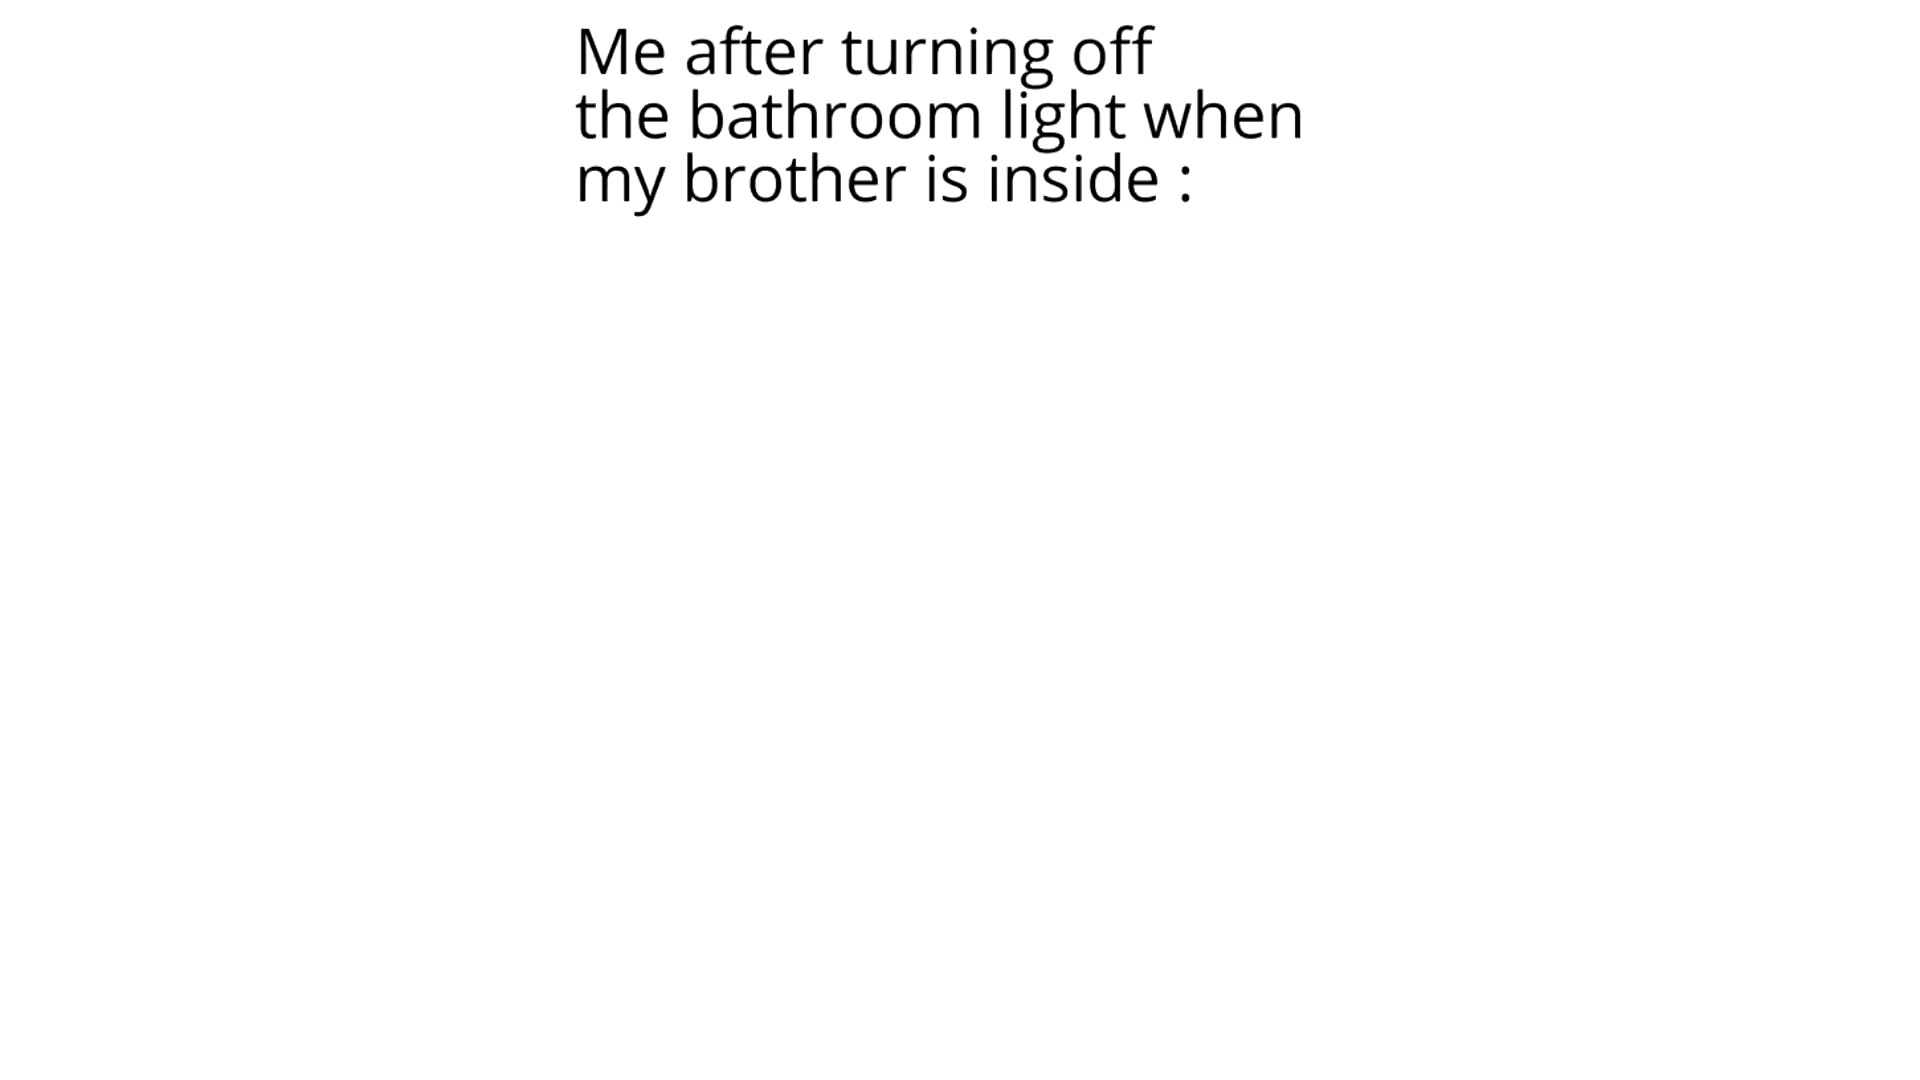 Me after turning off
the bathroom light when
my brother is inside :